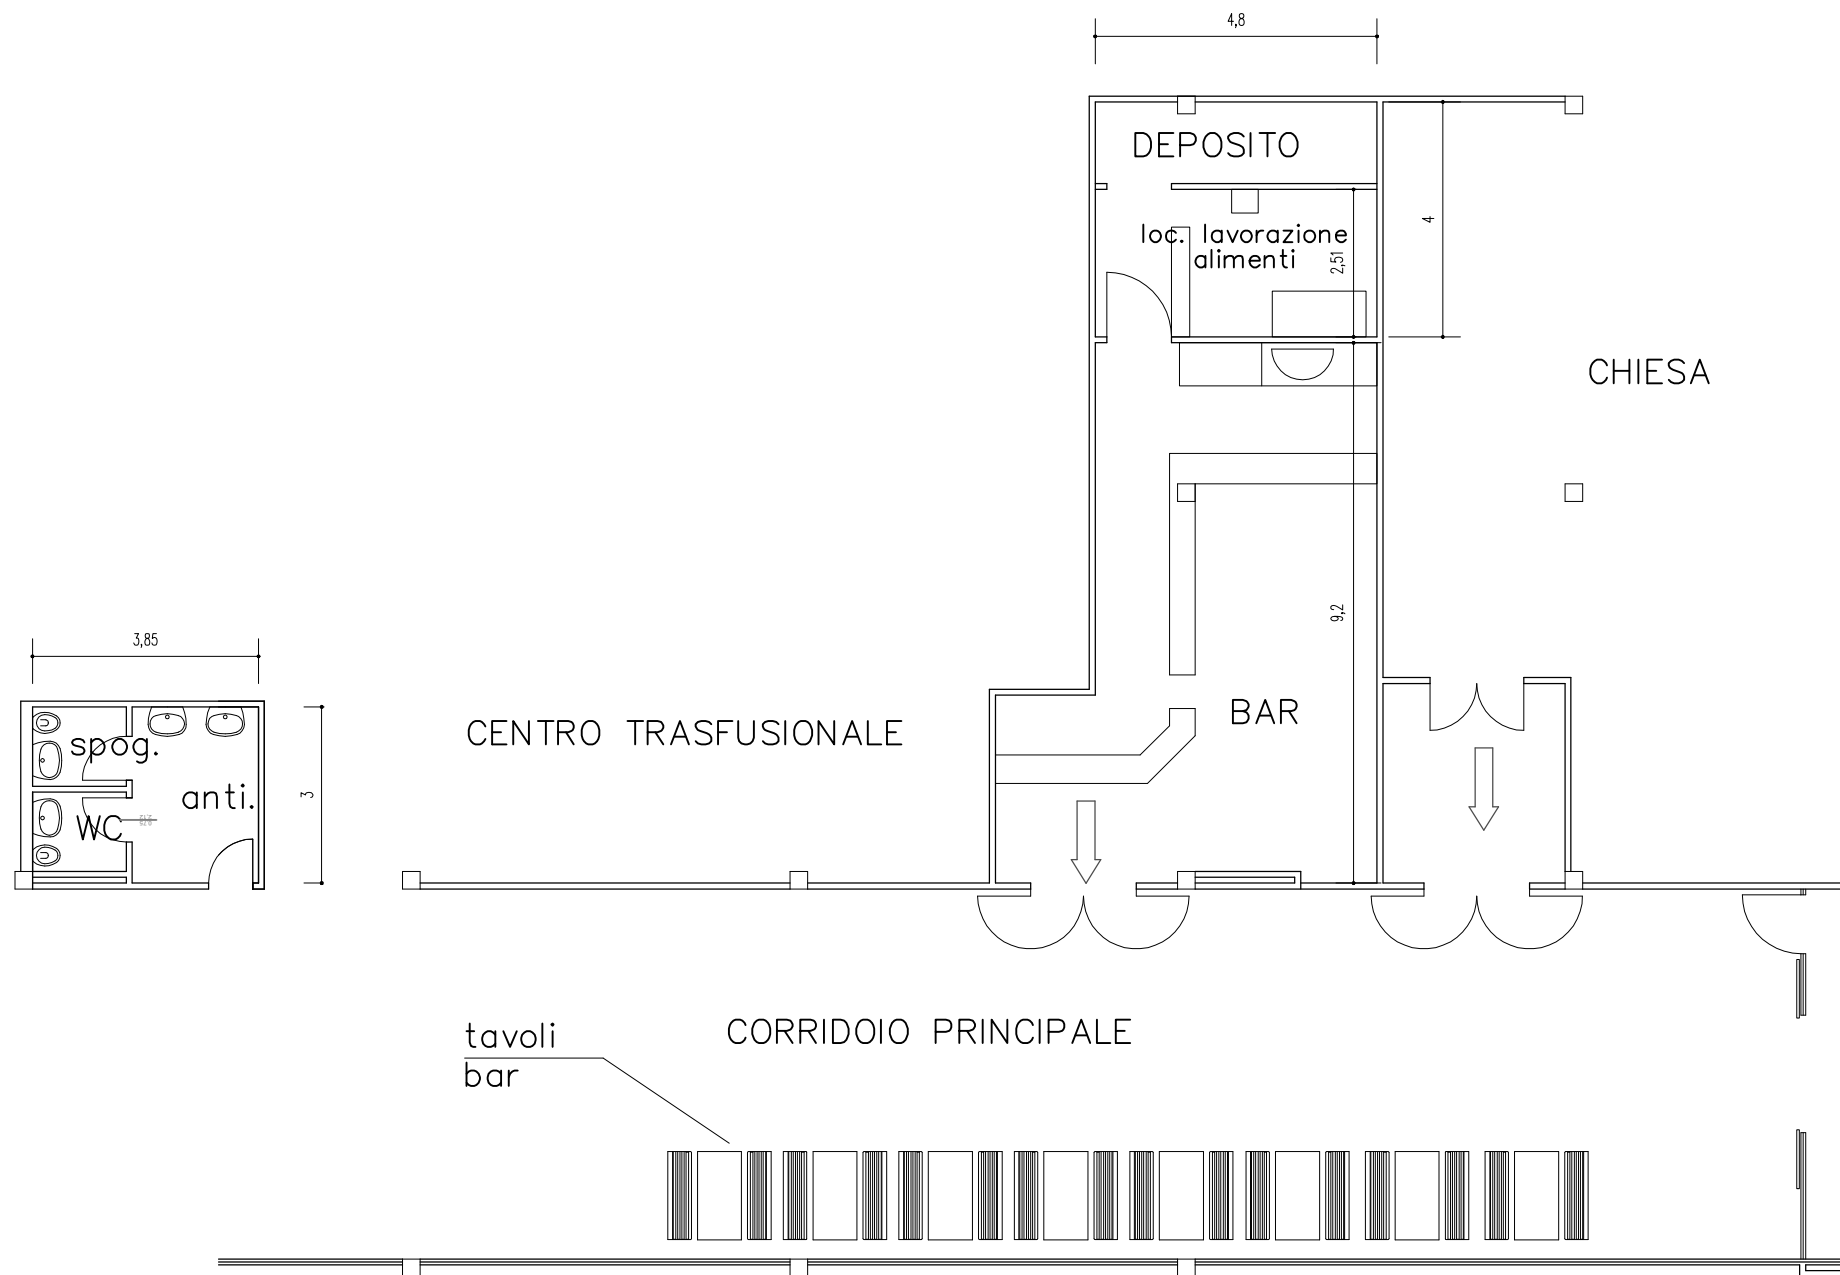 4,8
DEPOSITO
4
loc. lavorazione
alimenti
2,51
CHIESA
9,2
3,85
BAR
CENTRO TRASFUSIONALE
spog.
anti.
3
WC
CORRIDOIO PRINCIPALE
tavoli
bar